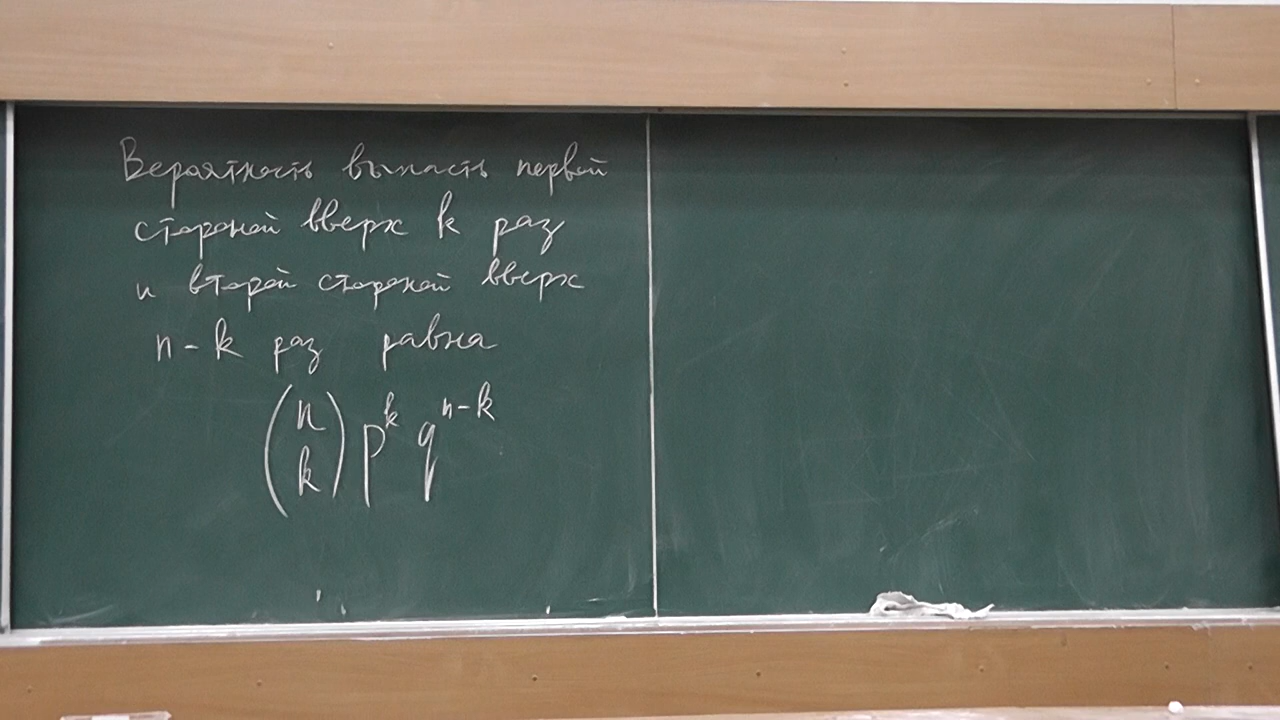 Вероятность выпасть первой
стороной вверх k раз
и второй стороной вверх
n-k раз равна
(n k) p^k q^{n-k}